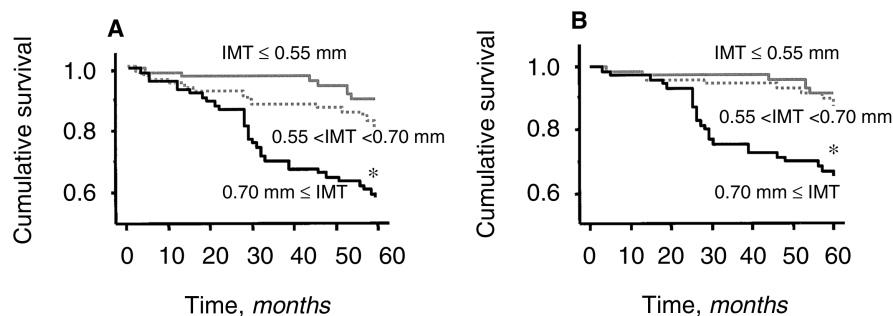 A
IMT ≤ 0.55 mm
1.0
0.8
0.6
0.55 <IMT <0.70 mm
*
0.70 mm ≤ IMT
0 10 20 30 40 50 60
Cumulative survival
Time, months
B
IMT ≤ 0.55 mm
1.0
0.8
0.6
0.55 <IMT <0.70 mm
*
0.70 mm ≤ IMT
0 10 20 30 40 50 60
Cumulative survival
Time, months